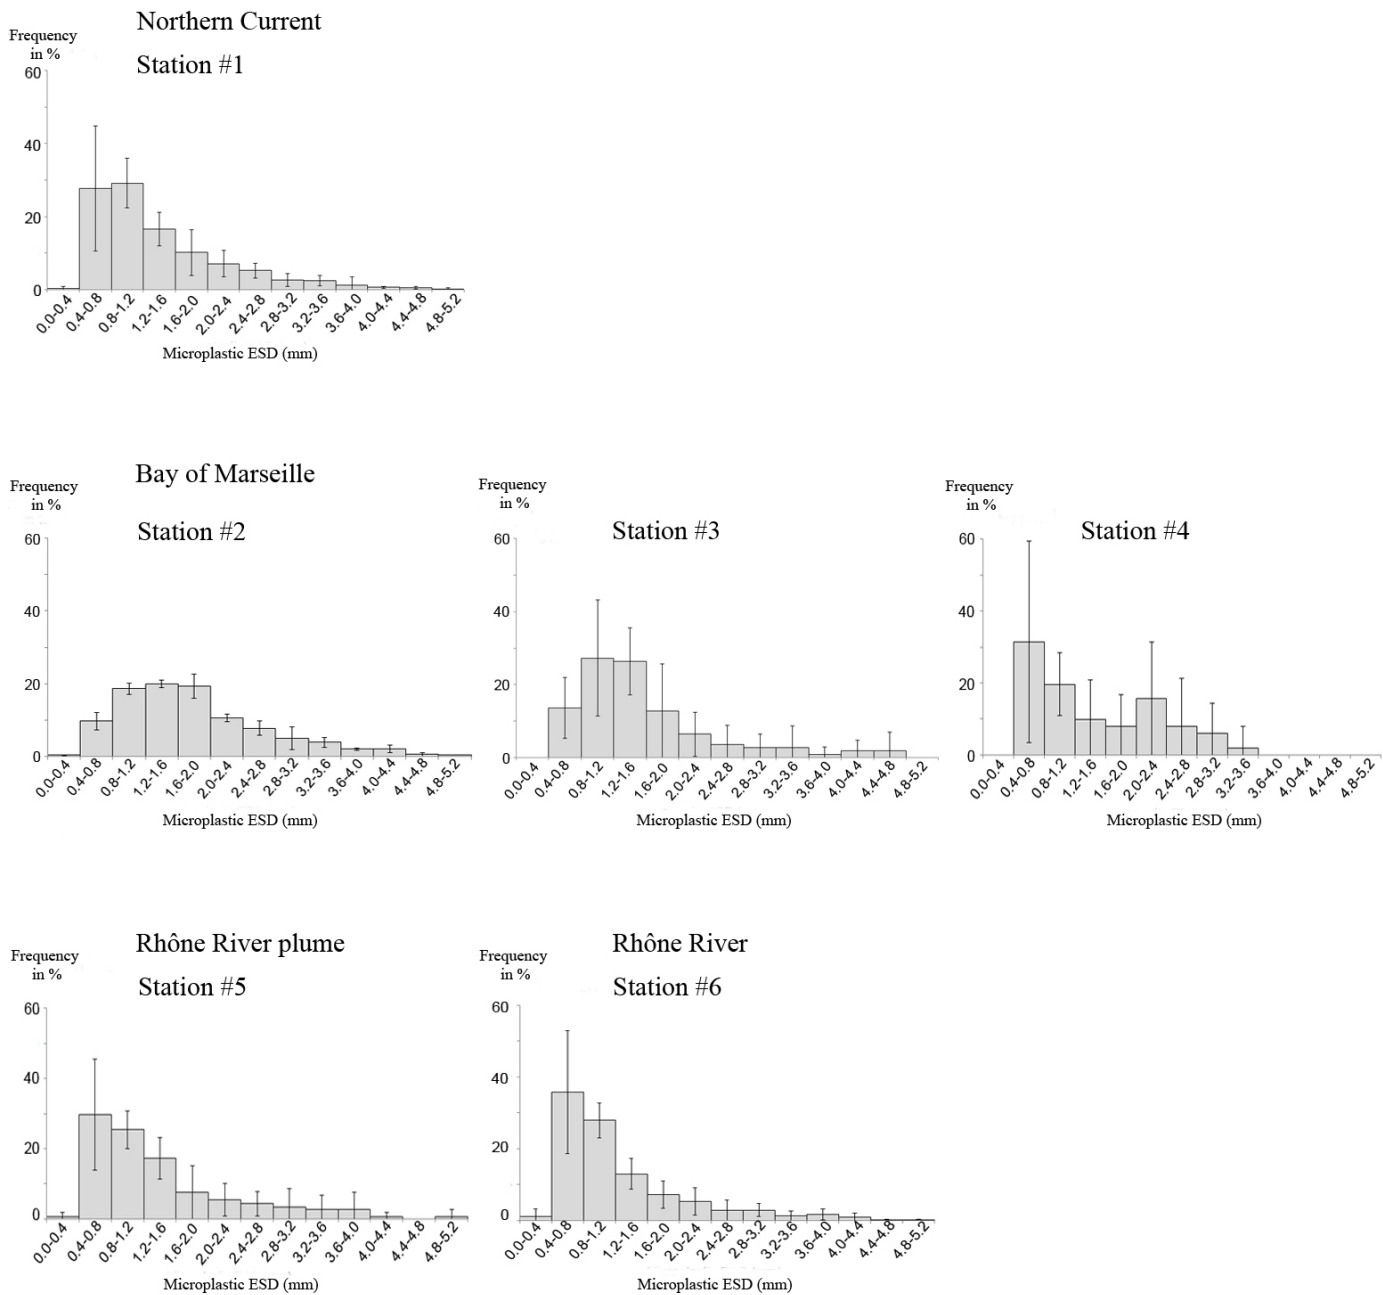 Northern Current
Frequency
in %
Station #1
60
40
20
0
0.0-0.4 0.4-0.8 0.8-1.2 1.2-1.6 1.6-2.0 2.0-2.4 2.4-2.8 2.8-3.2 3.2-3.6 3.6-4.0 4.0-4.4 4.4-4.8 4.8-5.2
Microplastic ESD (mm)
Bay of Marseille
Frequency
in %
Station #2
60
40
20
0
0.0-0.4 0.4-0.8 0.8-1.2 1.2-1.6 1.6-2.0 2.0-2.4 2.4-2.8 2.8-3.2 3.2-3.6 3.6-4.0 4.0-4.4 4.4-4.8 4.8-5.2
Microplastic ESD (mm)
Frequency
in %
Station #3
60
40
20
0
0.0-0.4 0.4-0.8 0.8-1.2 1.2-1.6 1.6-2.0 2.0-2.4 2.4-2.8 2.8-3.2 3.2-3.6 3.6-4.0 4.0-4.4 4.4-4.8 4.8-5.2
Microplastic ESD (mm)
Frequency
in %
Station #4
60
40
20
0
0.0-0.4 0.4-0.8 0.8-1.2 1.2-1.6 1.6-2.0 2.0-2.4 2.4-2.8 2.8-3.2 3.2-3.6 3.6-4.0 4.0-4.4 4.4-4.8 4.8-5.2
Microplastic ESD (mm)
Rhône River plume
Frequency
in %
Station #5
60
40
20
0
0.0-0.4 0.4-0.8 0.8-1.2 1.2-1.6 1.6-2.0 2.0-2.4 2.4-2.8 2.8-3.2 3.2-3.6 3.6-4.0 4.0-4.4 4.4-4.8 4.8-5.2
Microplastic ESD (mm)
Rhône River
Frequency
in %
Station #6
60
40
20
0
0.0-0.4 0.4-0.8 0.8-1.2 1.2-1.6 1.6-2.0 2.0-2.4 2.4-2.8 2.8-3.2 3.2-3.6 3.6-4.0 4.0-4.4 4.4-4.8 4.8-5.2
Microplastic ESD (mm)